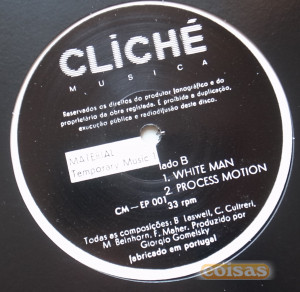 CLiCHÉ
MUSICA
Reservados os direitos do produtor fonográfico e do
proprietário da obra registada. É proibida a duplicação,
execução pública e radiodifusão deste disco.
MATERIAL
Temporary Music
lado B
1. WHITE MAN
2. PROCESS MOTION
CM — EP 001
33 rpm
Todas as composições: B laswell, C. Cultreri,
M Beinhorn, F. Maher. Produzido por
Giorgio Gomelsky
fabricado em portugal
coisas